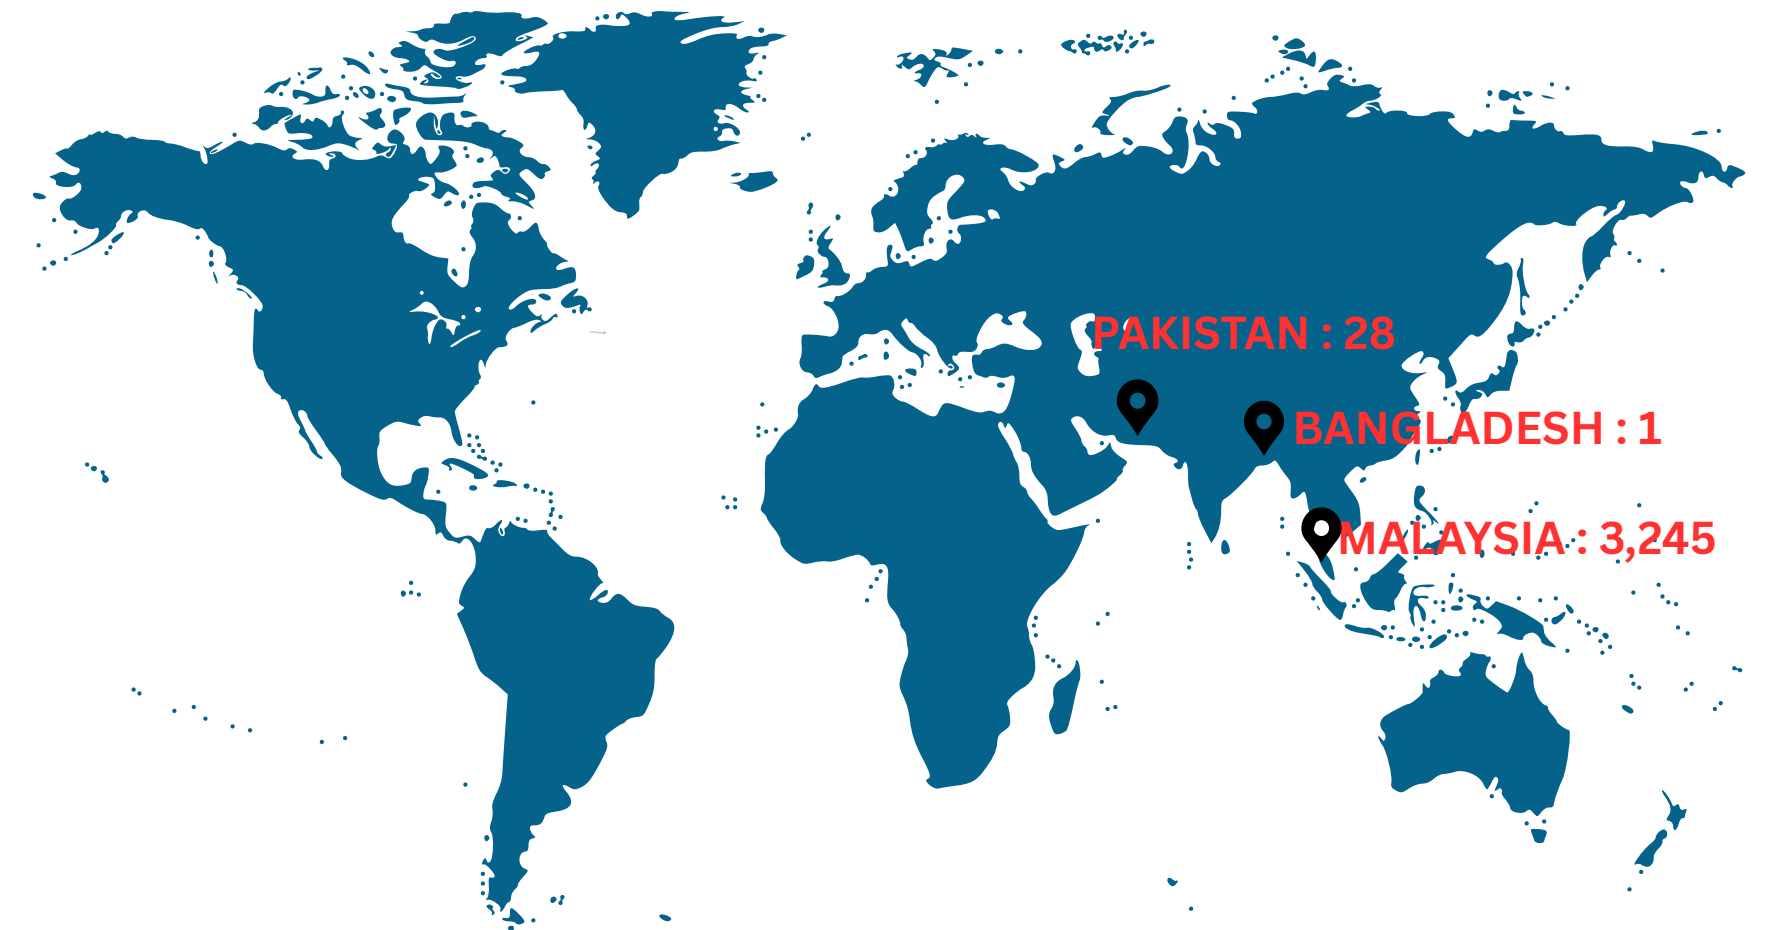 PAKISTAN : 28
BANGLADESH : 1
MALAYSIA : 3,245